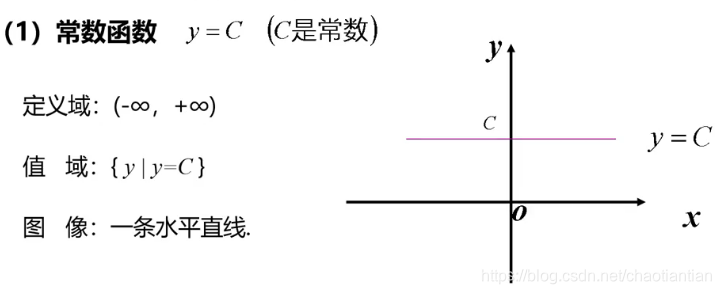 (1) 常数函数 y = C (C是常数)
定义域: (-∞, +∞)
值 域: { y | y=C }
图 像: 一条水平直线.
y
C
y = C
o
x
https://blog.csdn.net/chaotiantian